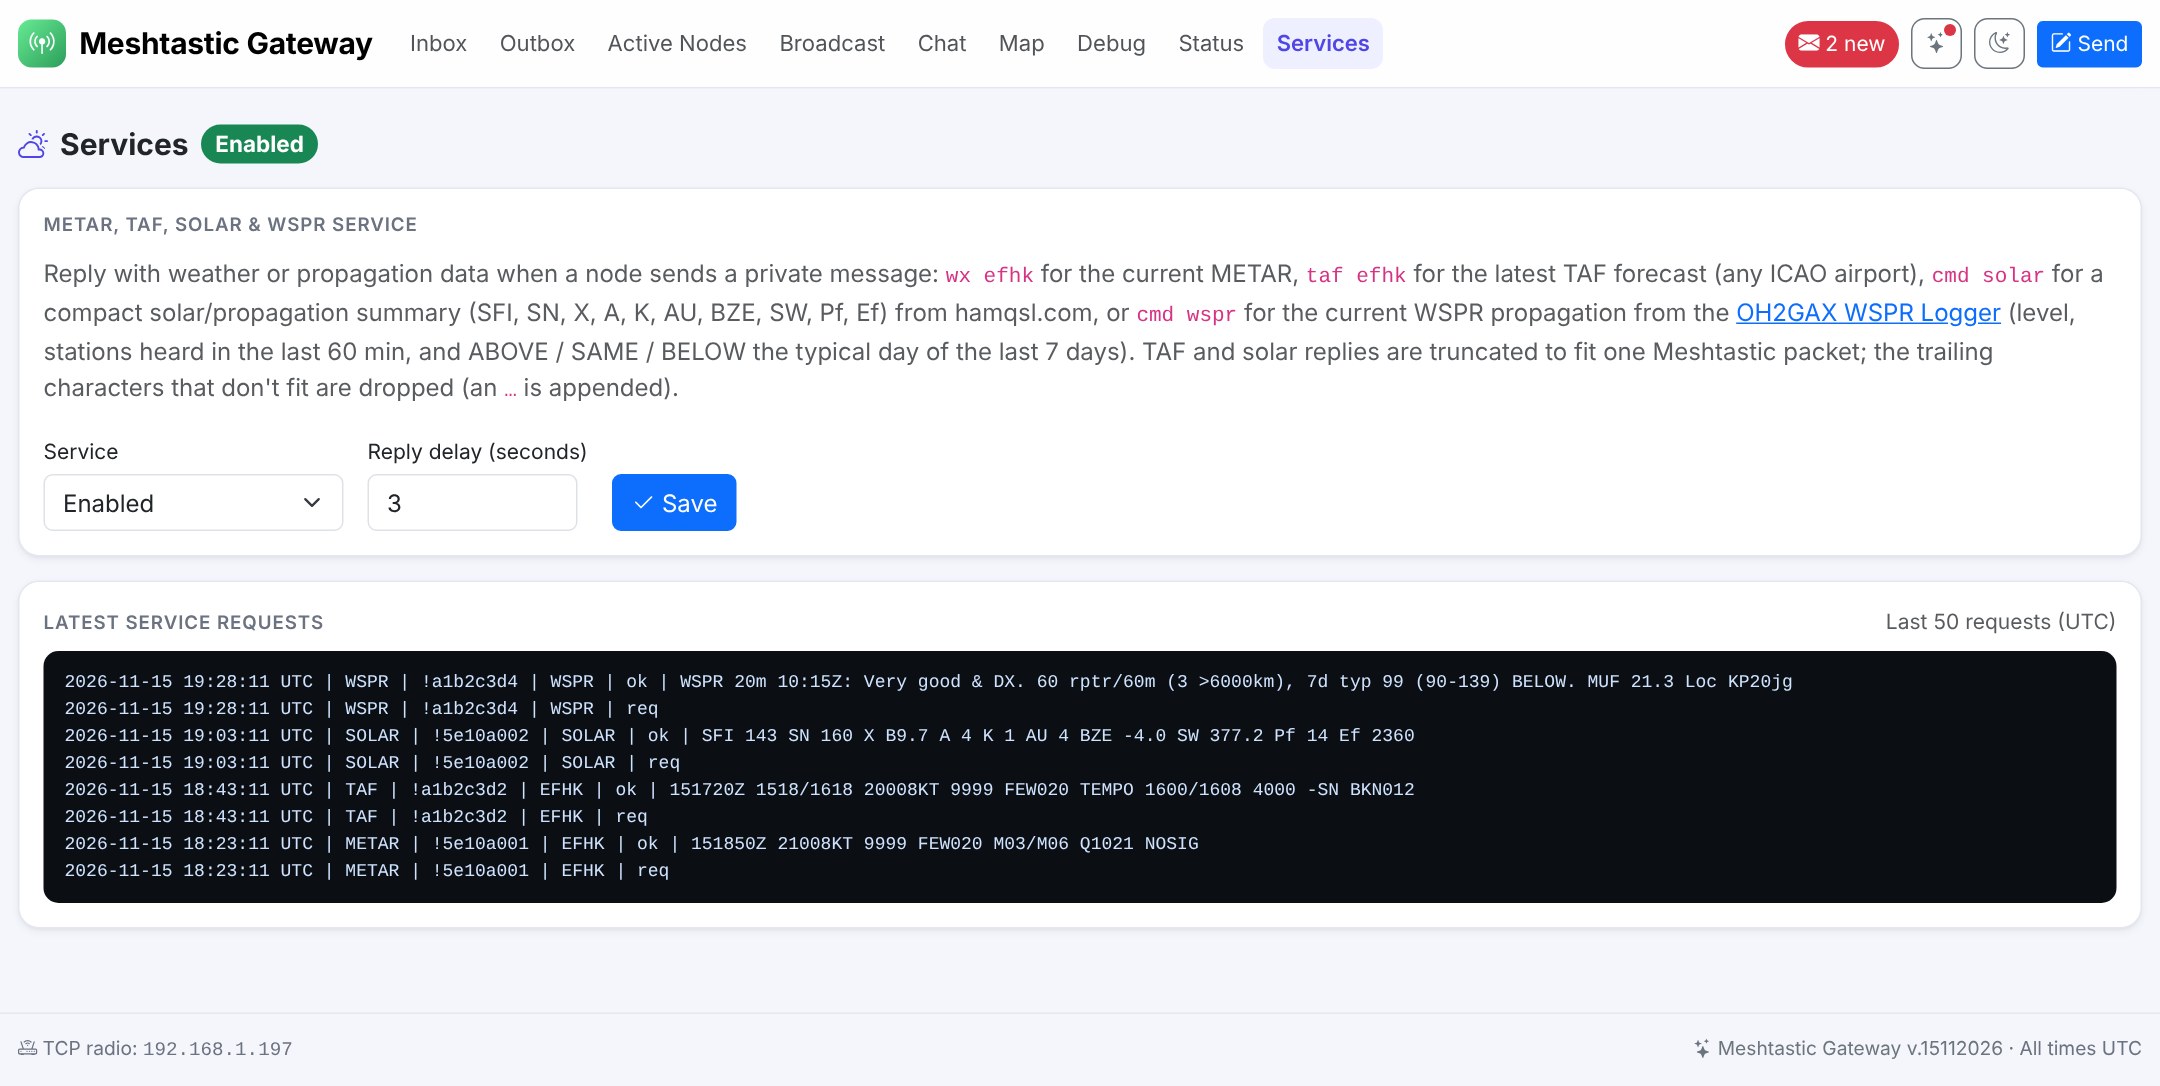 Meshtastic Gateway Inbox Outbox Active Nodes Broadcast Chat Map Debug Status Services 2 new Send
Services Enabled
METAR, TAF, SOLAR & WSPR SERVICE
Reply with weather or propagation data when a node sends a private message: wx efhk for the current METAR, taf efhk for the latest TAF forecast (any ICAO airport), cmd solar for a
compact solar/propagation summary (SFI, SN, X, A, K, AU, BZE, SW, Pf, Ef) from hamqsl.com, or cmd wspr for the current WSPR propagation from the OH2GAX WSPR Logger (level,
stations heard in the last 60 min, and ABOVE / SAME / BELOW the typical day of the last 7 days). TAF and solar replies are truncated to fit one Meshtastic packet; the trailing
characters that don't fit are dropped (an … is appended).
Service Reply delay (seconds)
Enabled 3 Save
LATEST SERVICE REQUESTS Last 50 requests (UTC)
2026-11-15 19:28:11 UTC | WSPR | !a1b2c3d4 | WSPR | ok | WSPR 20m 10:15Z: Very good & DX. 60 rptr/60m (3 >6000km), 7d typ 99 (90-139) BELOW. MUF 21.3 Loc KP20jg
2026-11-15 19:28:11 UTC | WSPR | !a1b2c3d4 | WSPR | req
2026-11-15 19:03:11 UTC | SOLAR | !5e10a002 | SOLAR | ok | SFI 143 SN 160 X B9.7 A 4 K 1 AU 4 BZE -4.0 SW 377.2 Pf 14 Ef 2360
2026-11-15 19:03:11 UTC | SOLAR | !5e10a002 | SOLAR | req
2026-11-15 18:43:11 UTC | TAF | !a1b2c3d2 | EFHK | ok | 151720Z 1518/1618 20008KT 9999 FEW020 TEMPO 1600/1608 4000 -SN BKN012
2026-11-15 18:43:11 UTC | TAF | !a1b2c3d2 | EFHK | req
2026-11-15 18:23:11 UTC | METAR | !5e10a001 | EFHK | ok | 151850Z 21008KT 9999 FEW020 M03/M06 Q1021 NOSIG
2026-11-15 18:23:11 UTC | METAR | !5e10a001 | EFHK | req
TCP radio: 192.168.1.197 Meshtastic Gateway v.15112026 · All times UTC